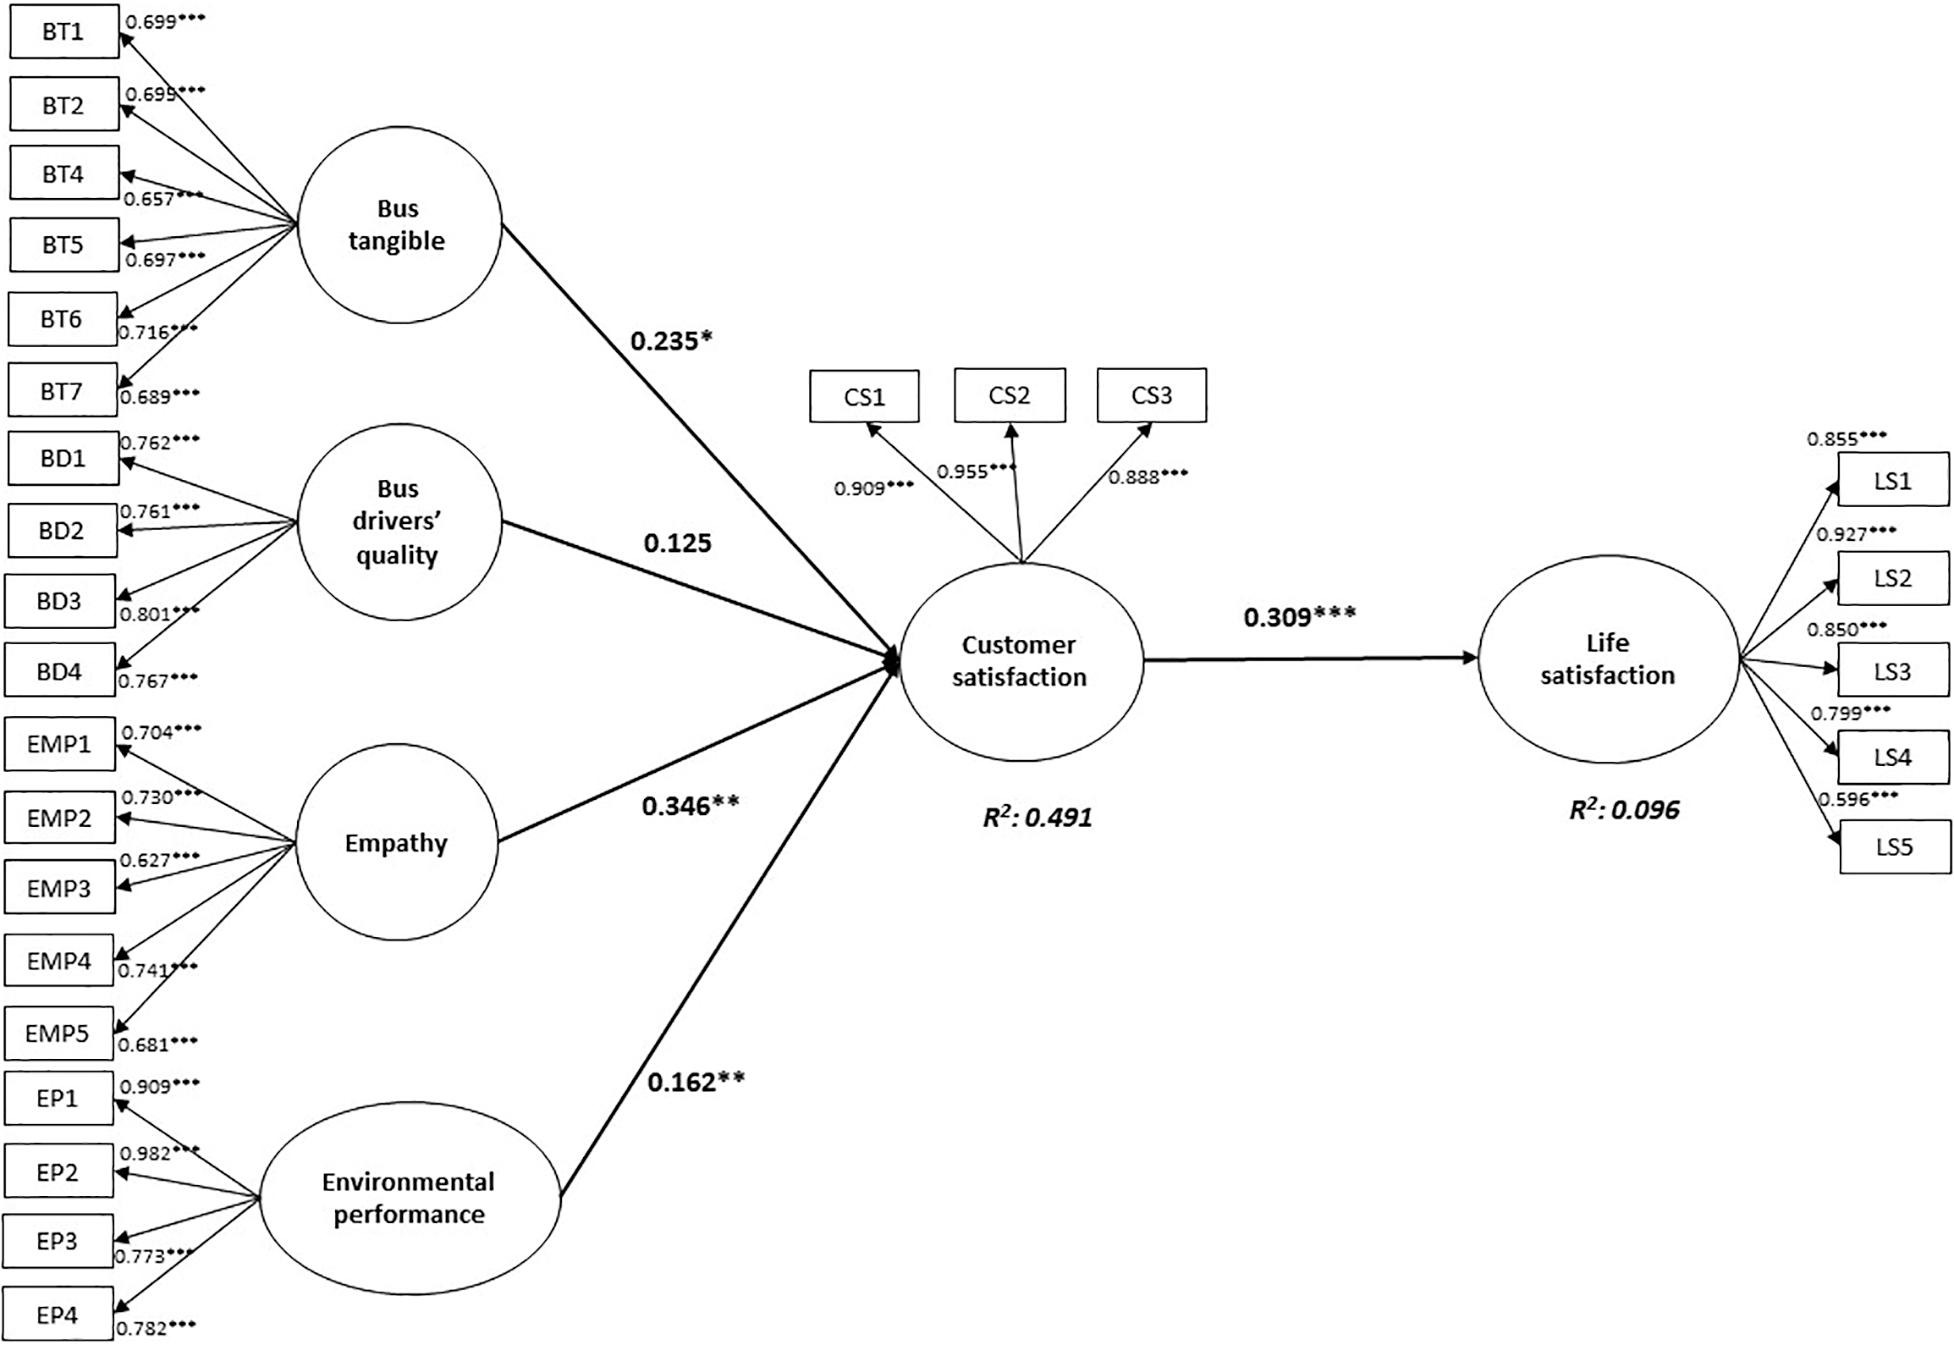 BT1
0.699***
BT2
0.695***
BT4
0.657***
BT5
0.697***
BT6
0.716***
BT7
0.689***
Bus
tangible
BD1
0.762***
BD2
0.761***
BD3
0.801***
BD4
0.767***
Bus
drivers’
quality
EMP1
0.704***
EMP2
0.730***
EMP3
0.627***
EMP4
0.741***
EMP5
0.681***
Empathy
EP1
0.909***
EP2
0.982***
EP3
0.773***
EP4
0.782***
Environmental
performance
0.235*
0.125
0.346**
0.162**
CS1
CS2
CS3
0.909***
0.955***
0.888***
Customer
satisfaction
R²: 0.491
0.309***
Life
satisfaction
R²: 0.096
0.855***
LS1
0.927***
LS2
0.850***
LS3
0.799***
LS4
0.596***
LS5